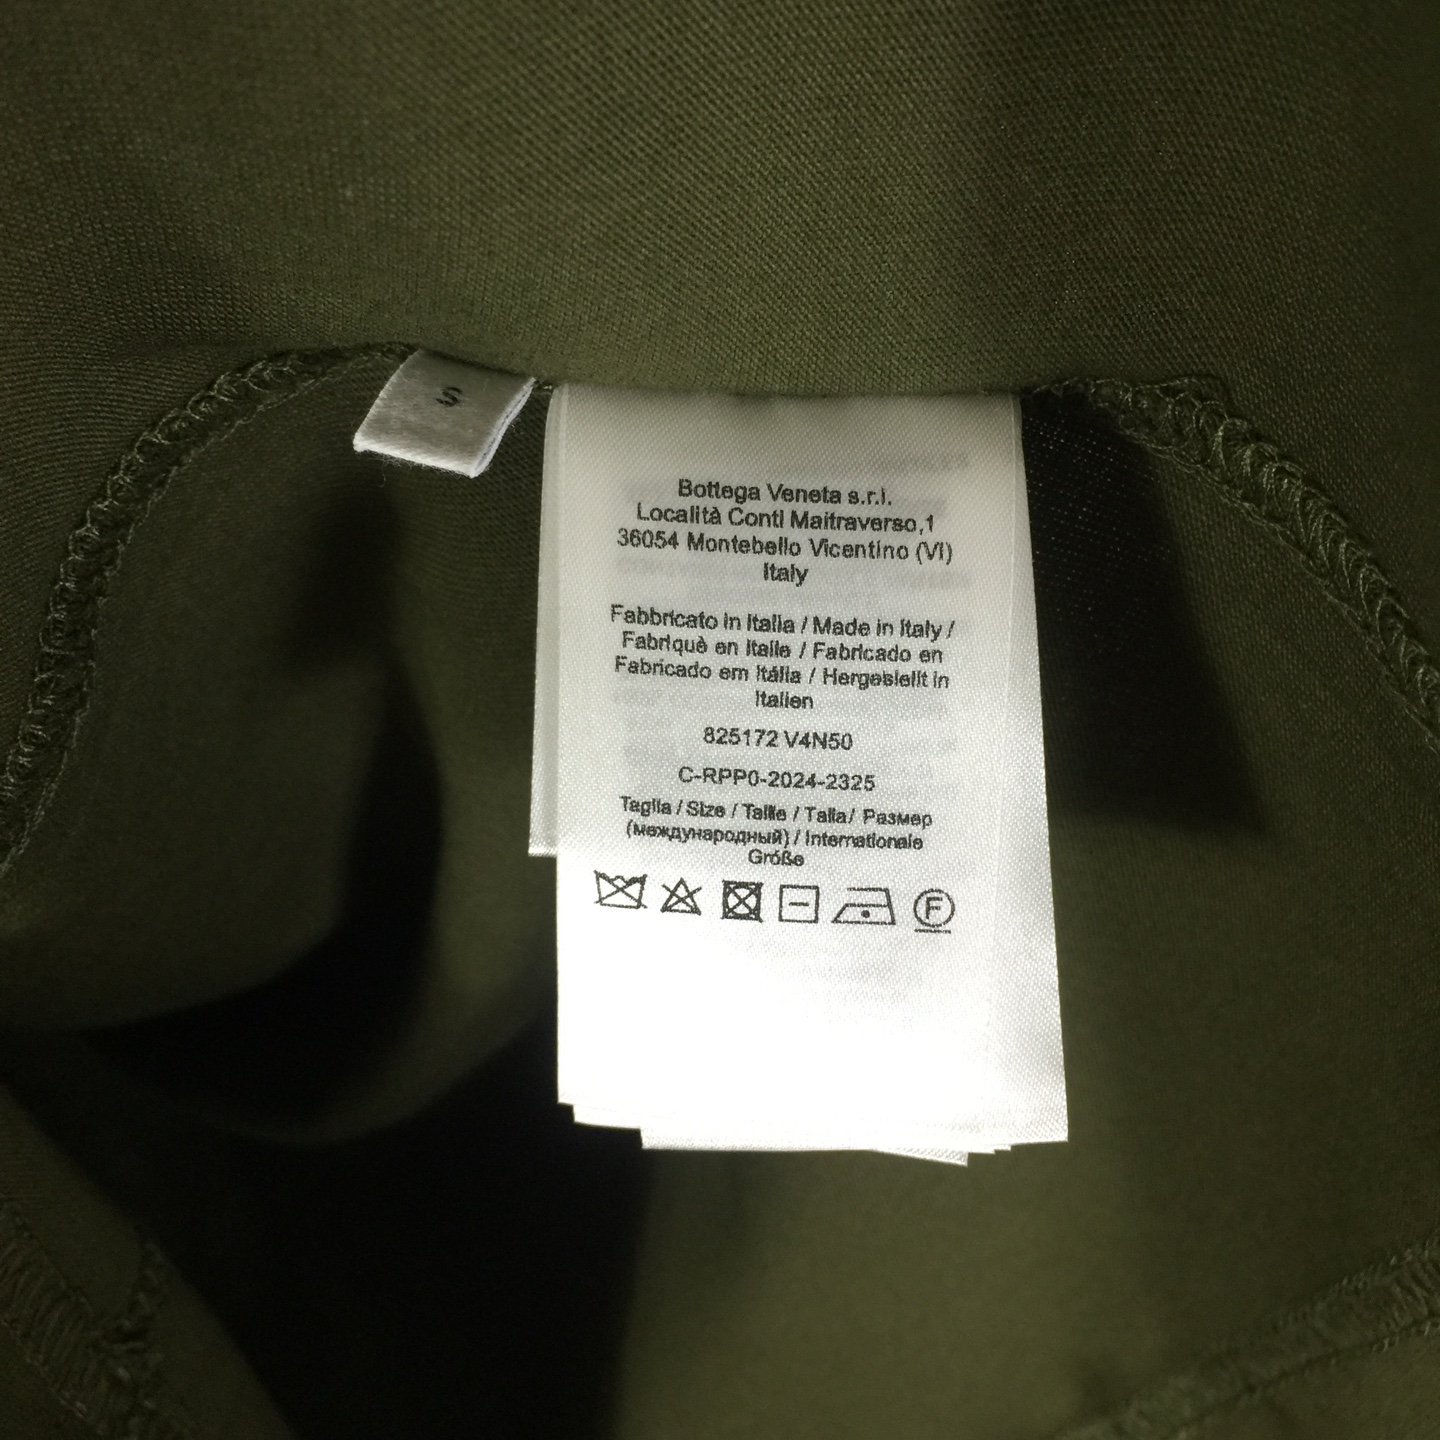 S
Bottega Veneta s.r.l.
Località Conti Maltraverso,1
36054 Montebello Vicentino (VI)
Italy
Fabbricato in Italia / Made in Italy /
Fabriqué en Italie / Fabricado en
Fabricado em Itália / Hergestellt in
Italien
825172 V4N50
C-RPP0-2024-2325
Taglia / Size / Taille / Talla/ Размер
(международный) / Internationale
Größe
F